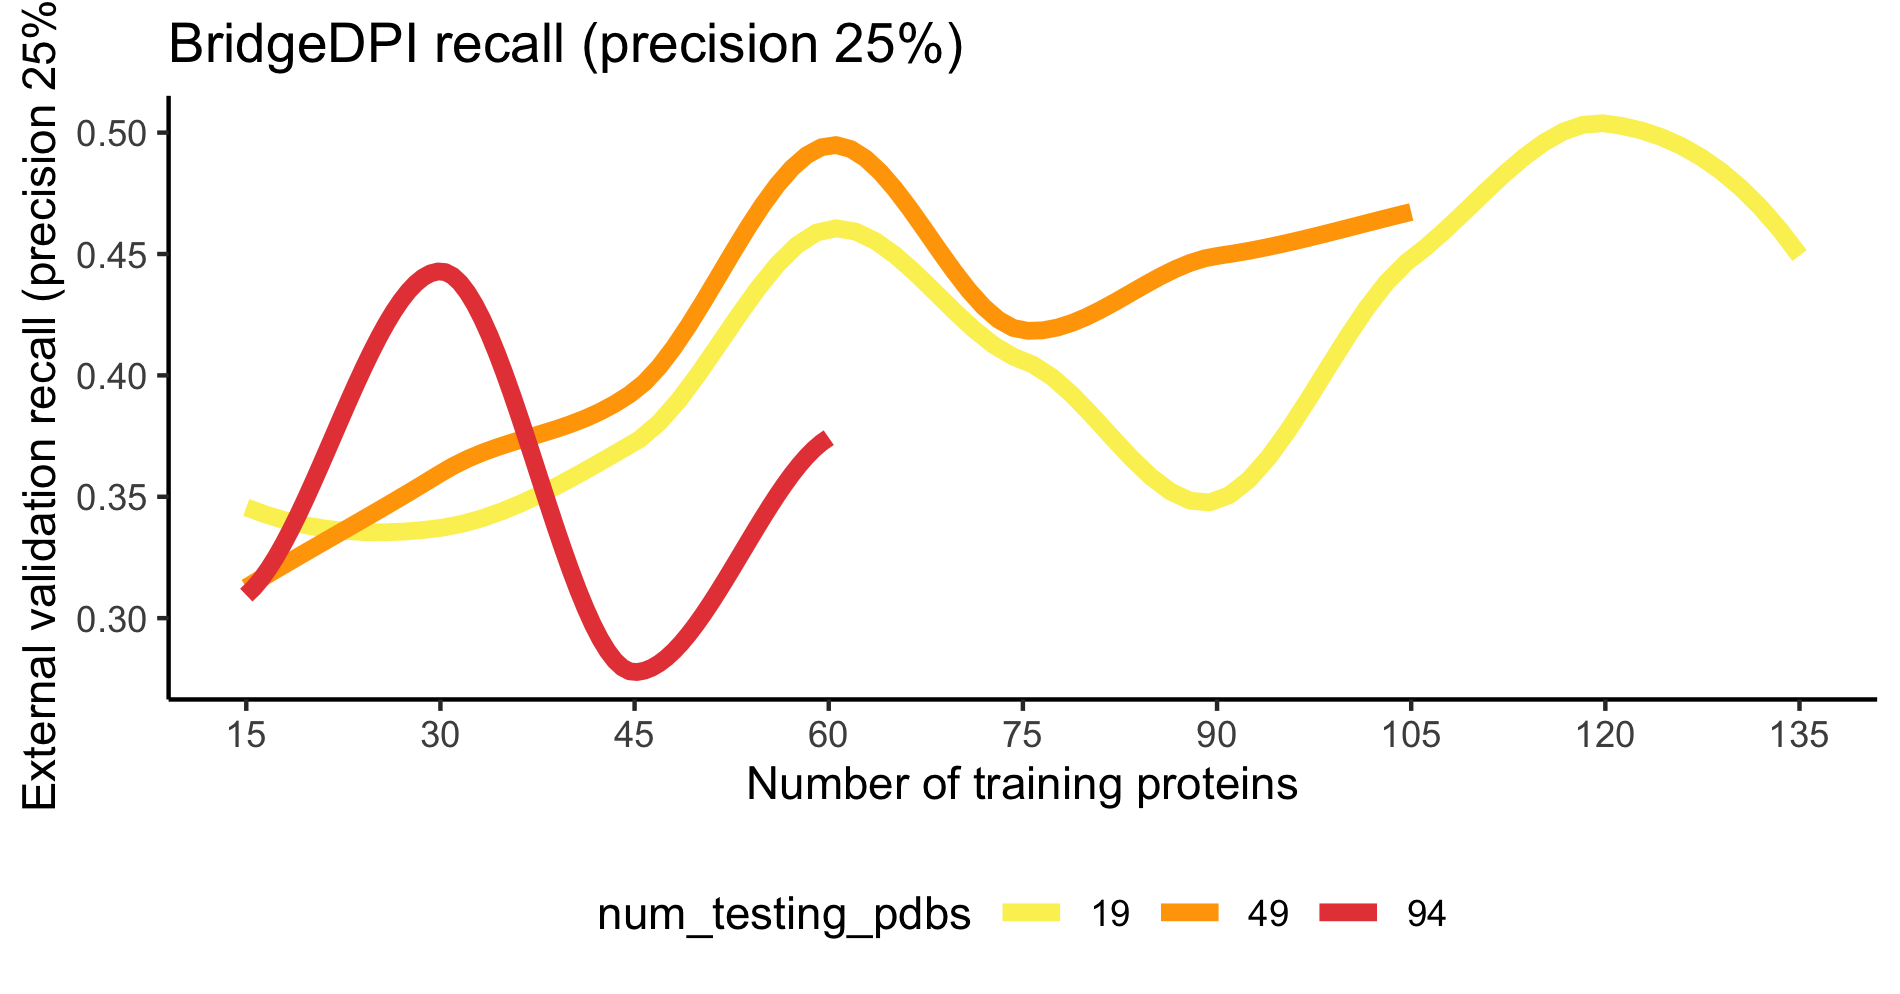 BridgeDPI recall (precision 25%)
External validation recall (precision 25%
0.50
0.45
0.40
0.35
0.30
15 30 45 60 75 90 105 120 135
Number of training proteins
num_testing_pdbs 19 49 94